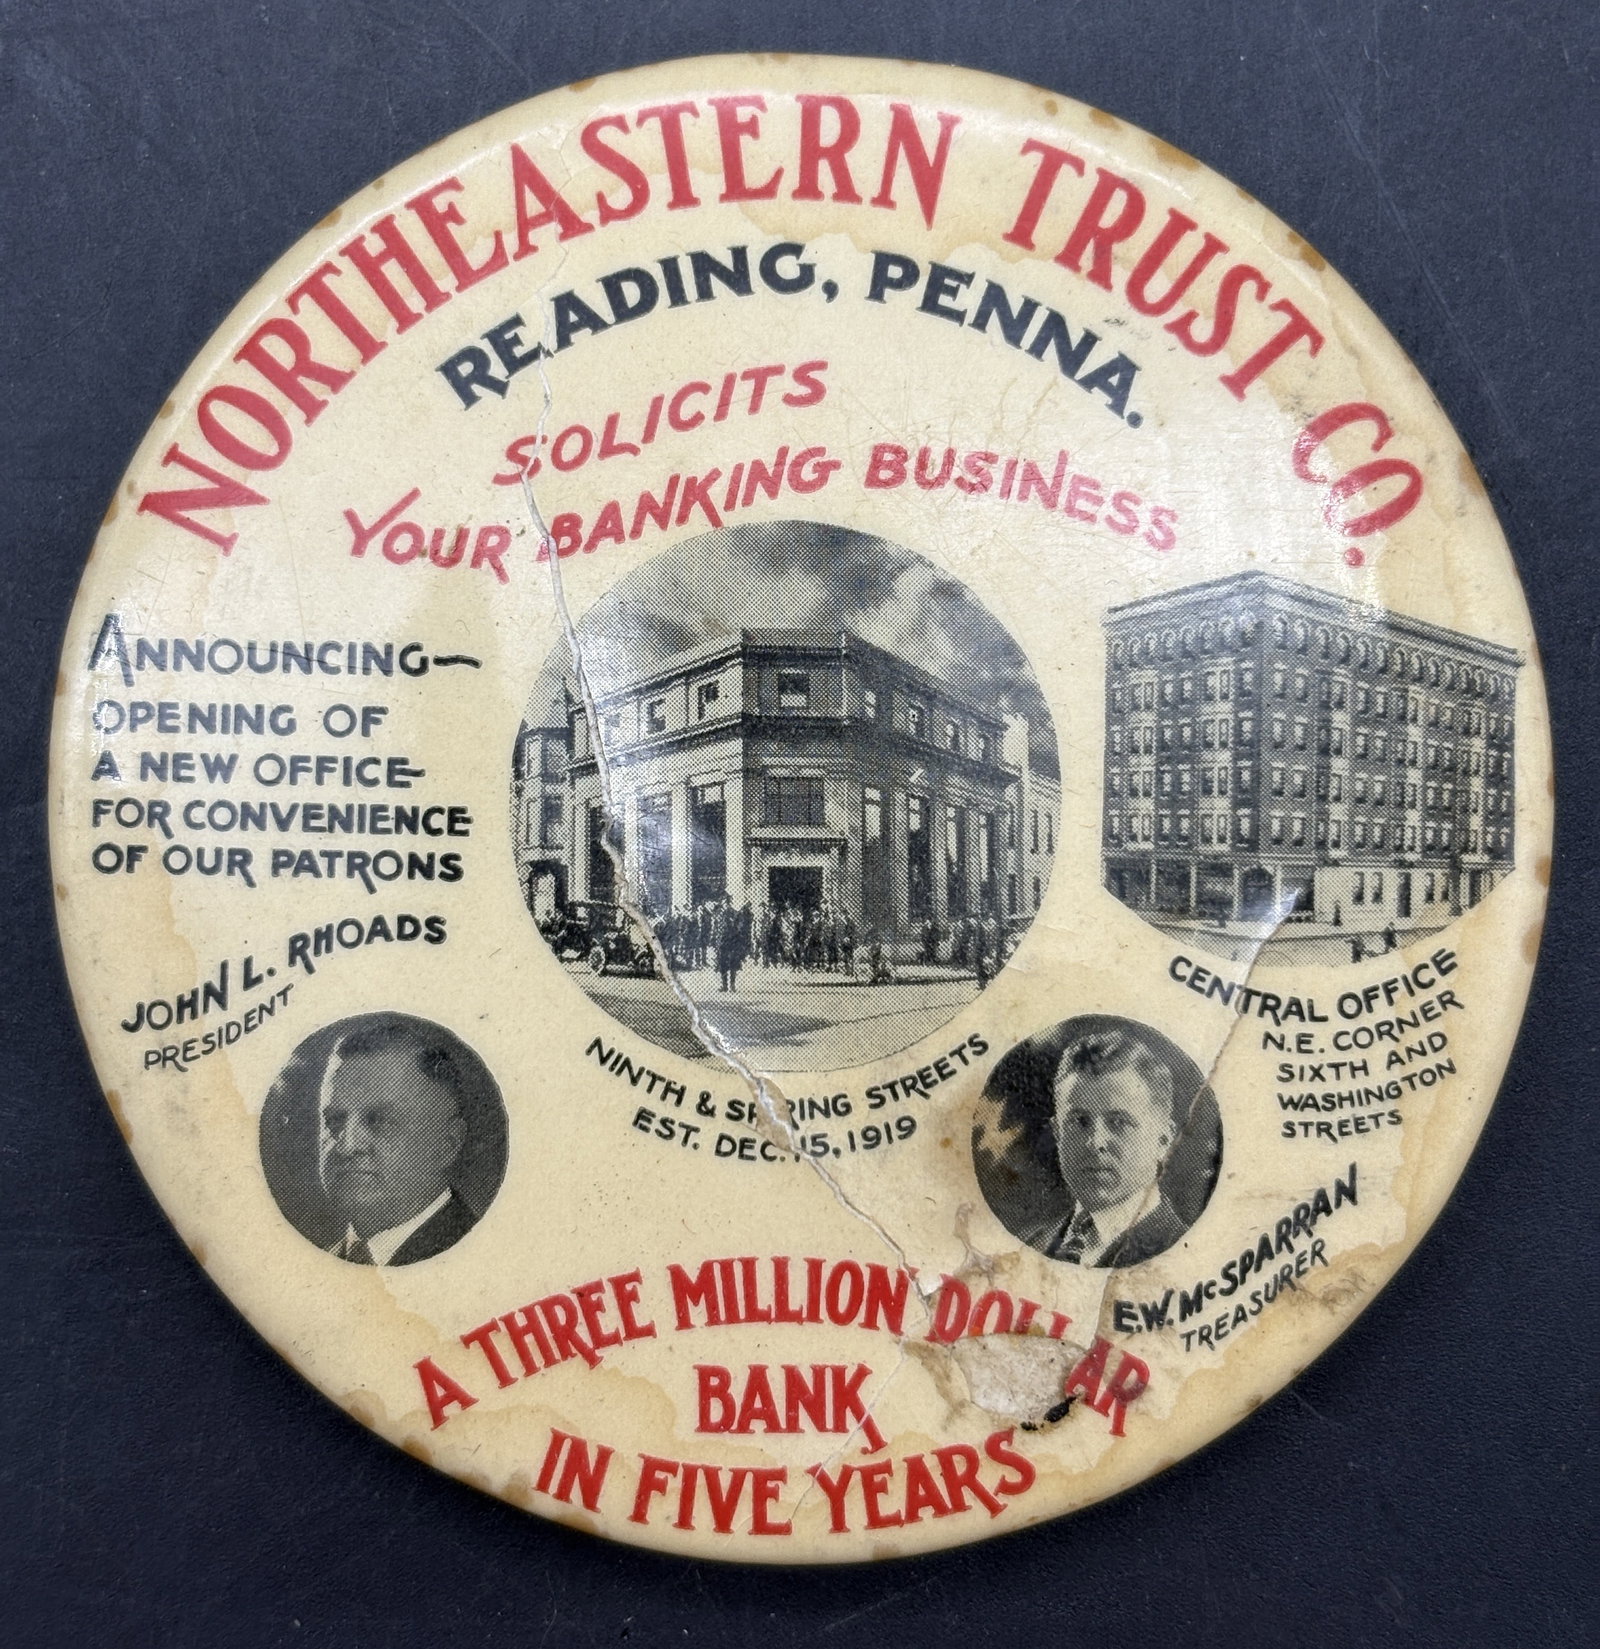 NORTHEASTERN TRUST CO.
READING, PENNA.
SOLICITS
YOUR BANKING BUSINESS
ANNOUNCING—
OPENING OF
A NEW OFFICE
FOR CONVENIENCE
OF OUR PATRONS
JOHN L. RHOADS
PRESIDENT
NINTH & SPRING STREETS
EST. DEC. 15, 1919
CENTRAL OFFICE
N.E. CORNER
SIXTH AND
WASHINGTON
STREETS
E.W. McSPARRAN
TREASURER
A THREE MILLION DOLLAR
BANK
IN FIVE YEARS